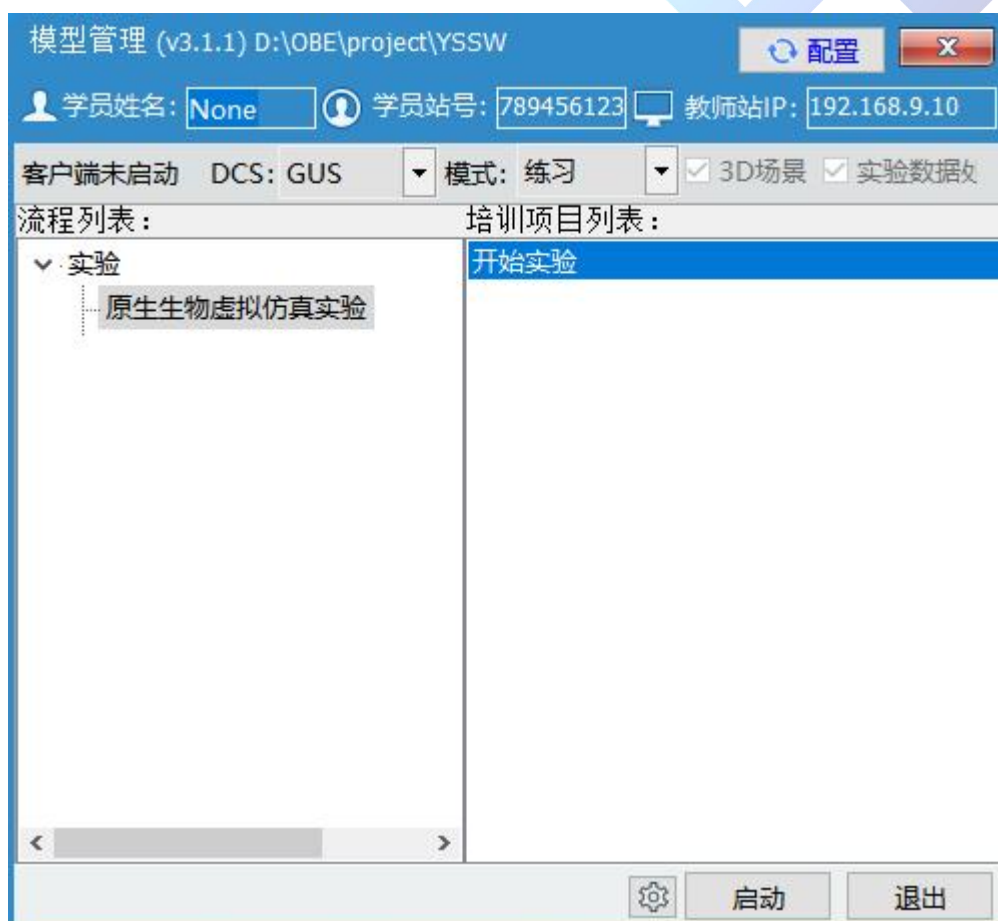 模型管理 (v3.1.1) D:\OBE\project\YSSW
配置
学员姓名: None 学员站号: 789456123 教师站IP: 192.168.9.10
客户端未启动 DCS: GUS 模式: 练习 3D场景 实验数据
流程列表: 培训项目列表:
实验 开始实验
原生生物虚拟仿真实验
启动 退出